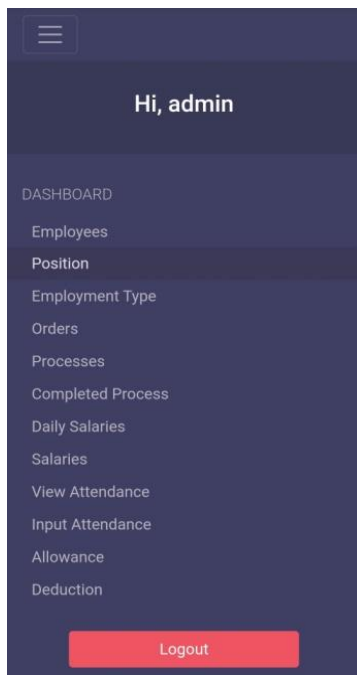 Hi, admin
DASHBOARD
Employees
Position
Employment Type
Orders
Processes
Completed Process
Daily Salaries
Salaries
View Attendance
Input Attendance
Allowance
Deduction
Logout